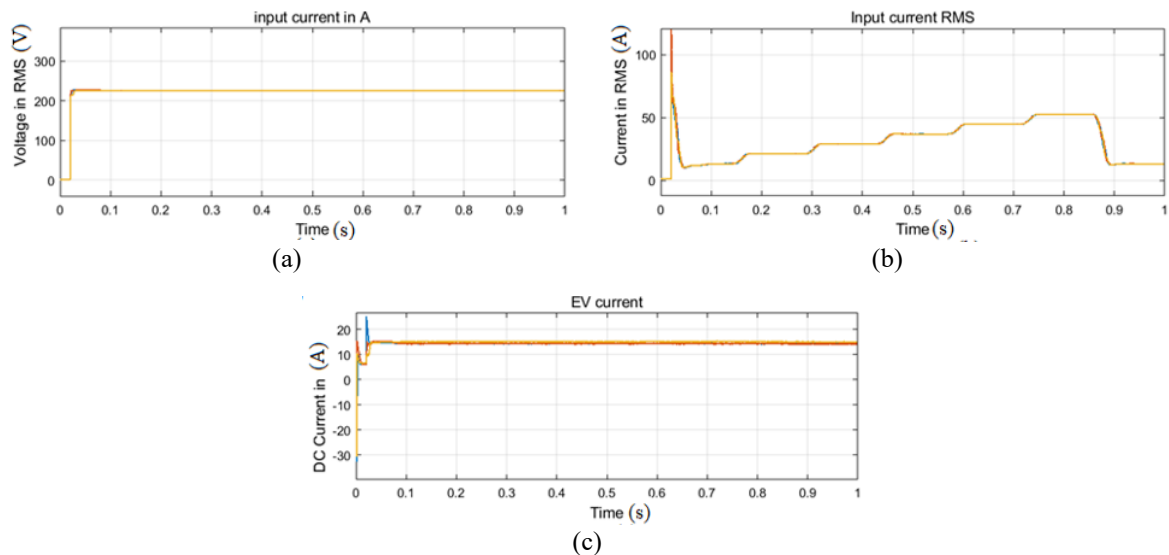 input current in A
Voltage in RMS (V)
300
200
100
0
0 0.1 0.2 0.3 0.4 0.5 0.6 0.7 0.8 0.9 1
Time (s)
(a)
Input current RMS
Current in RMS (A)
100
50
0
0 0.1 0.2 0.3 0.4 0.5 0.6 0.7 0.8 0.9 1
Time (s)
(b)
EV current
DC Current in (A)
20
10
0
-10
-20
-30
0 0.1 0.2 0.3 0.4 0.5 0.6 0.7 0.8 0.9 1
Time (s)
(c)